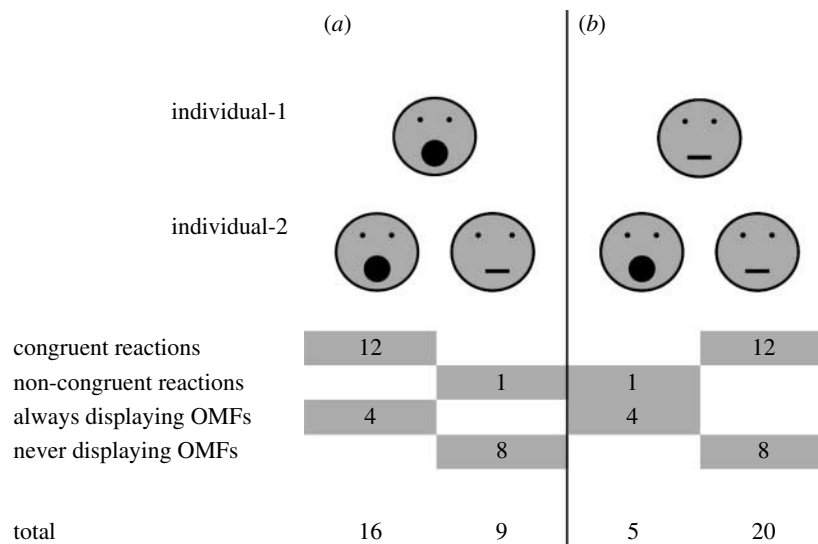 (a) (b)
individual-1
individual-2
congruent reactions 12 12
non-congruent reactions 1 1
always displaying OMFs 4 4
never displaying OMFs 8 8
total 16 9 5 20